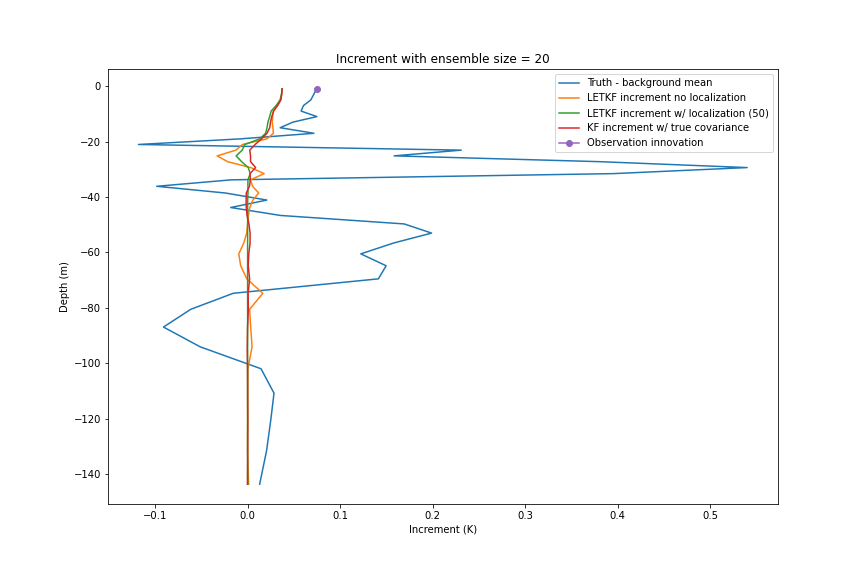 Increment with ensemble size = 20
Truth - background mean
LETKF increment no localization
LETKF increment w/ localization (50)
KF increment w/ true covariance
Observation innovation
0
−20
−40
−60
−80
−100
−120
−140
Depth (m)
−0.1
0.0
0.1
0.2
0.3
0.4
0.5
Increment (K)